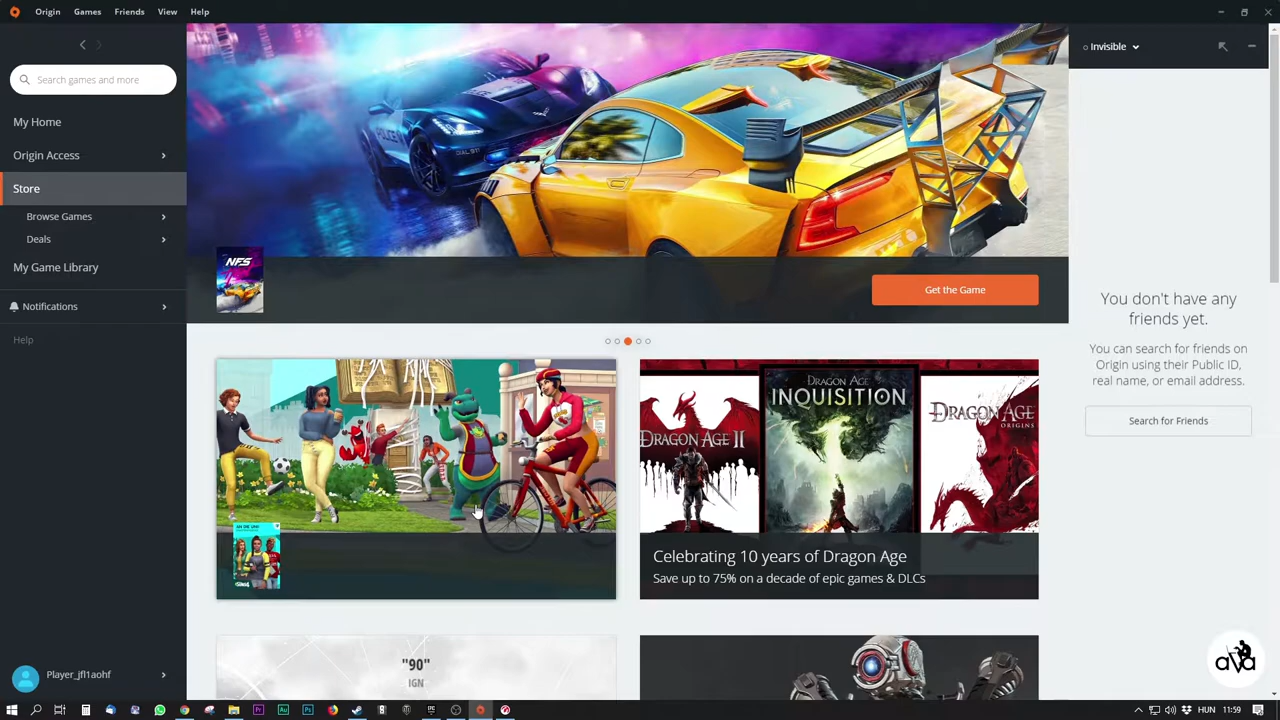 Origin Games Friends View Help
Invisible
Search games and more
My Home
Origin Access
Store
Browse Games
Deals
My Game Library
Notifications
Help
POLICE
DIAL 911
NFS
Get the Game
You don't have any
friends yet.
You can search for friends on
Origin using their Public ID,
real name, or email address.
Search for Friends
DRAGON AGE II
DRAGON AGE
INQUISITION
DRAGON AGE
ORIGINS
Celebrating 10 years of Dragon Age
Save up to 75% on a decade of epic games & DLCs
"90"
IGN
Player_jfl1aohf
aVa
HUN 11:59